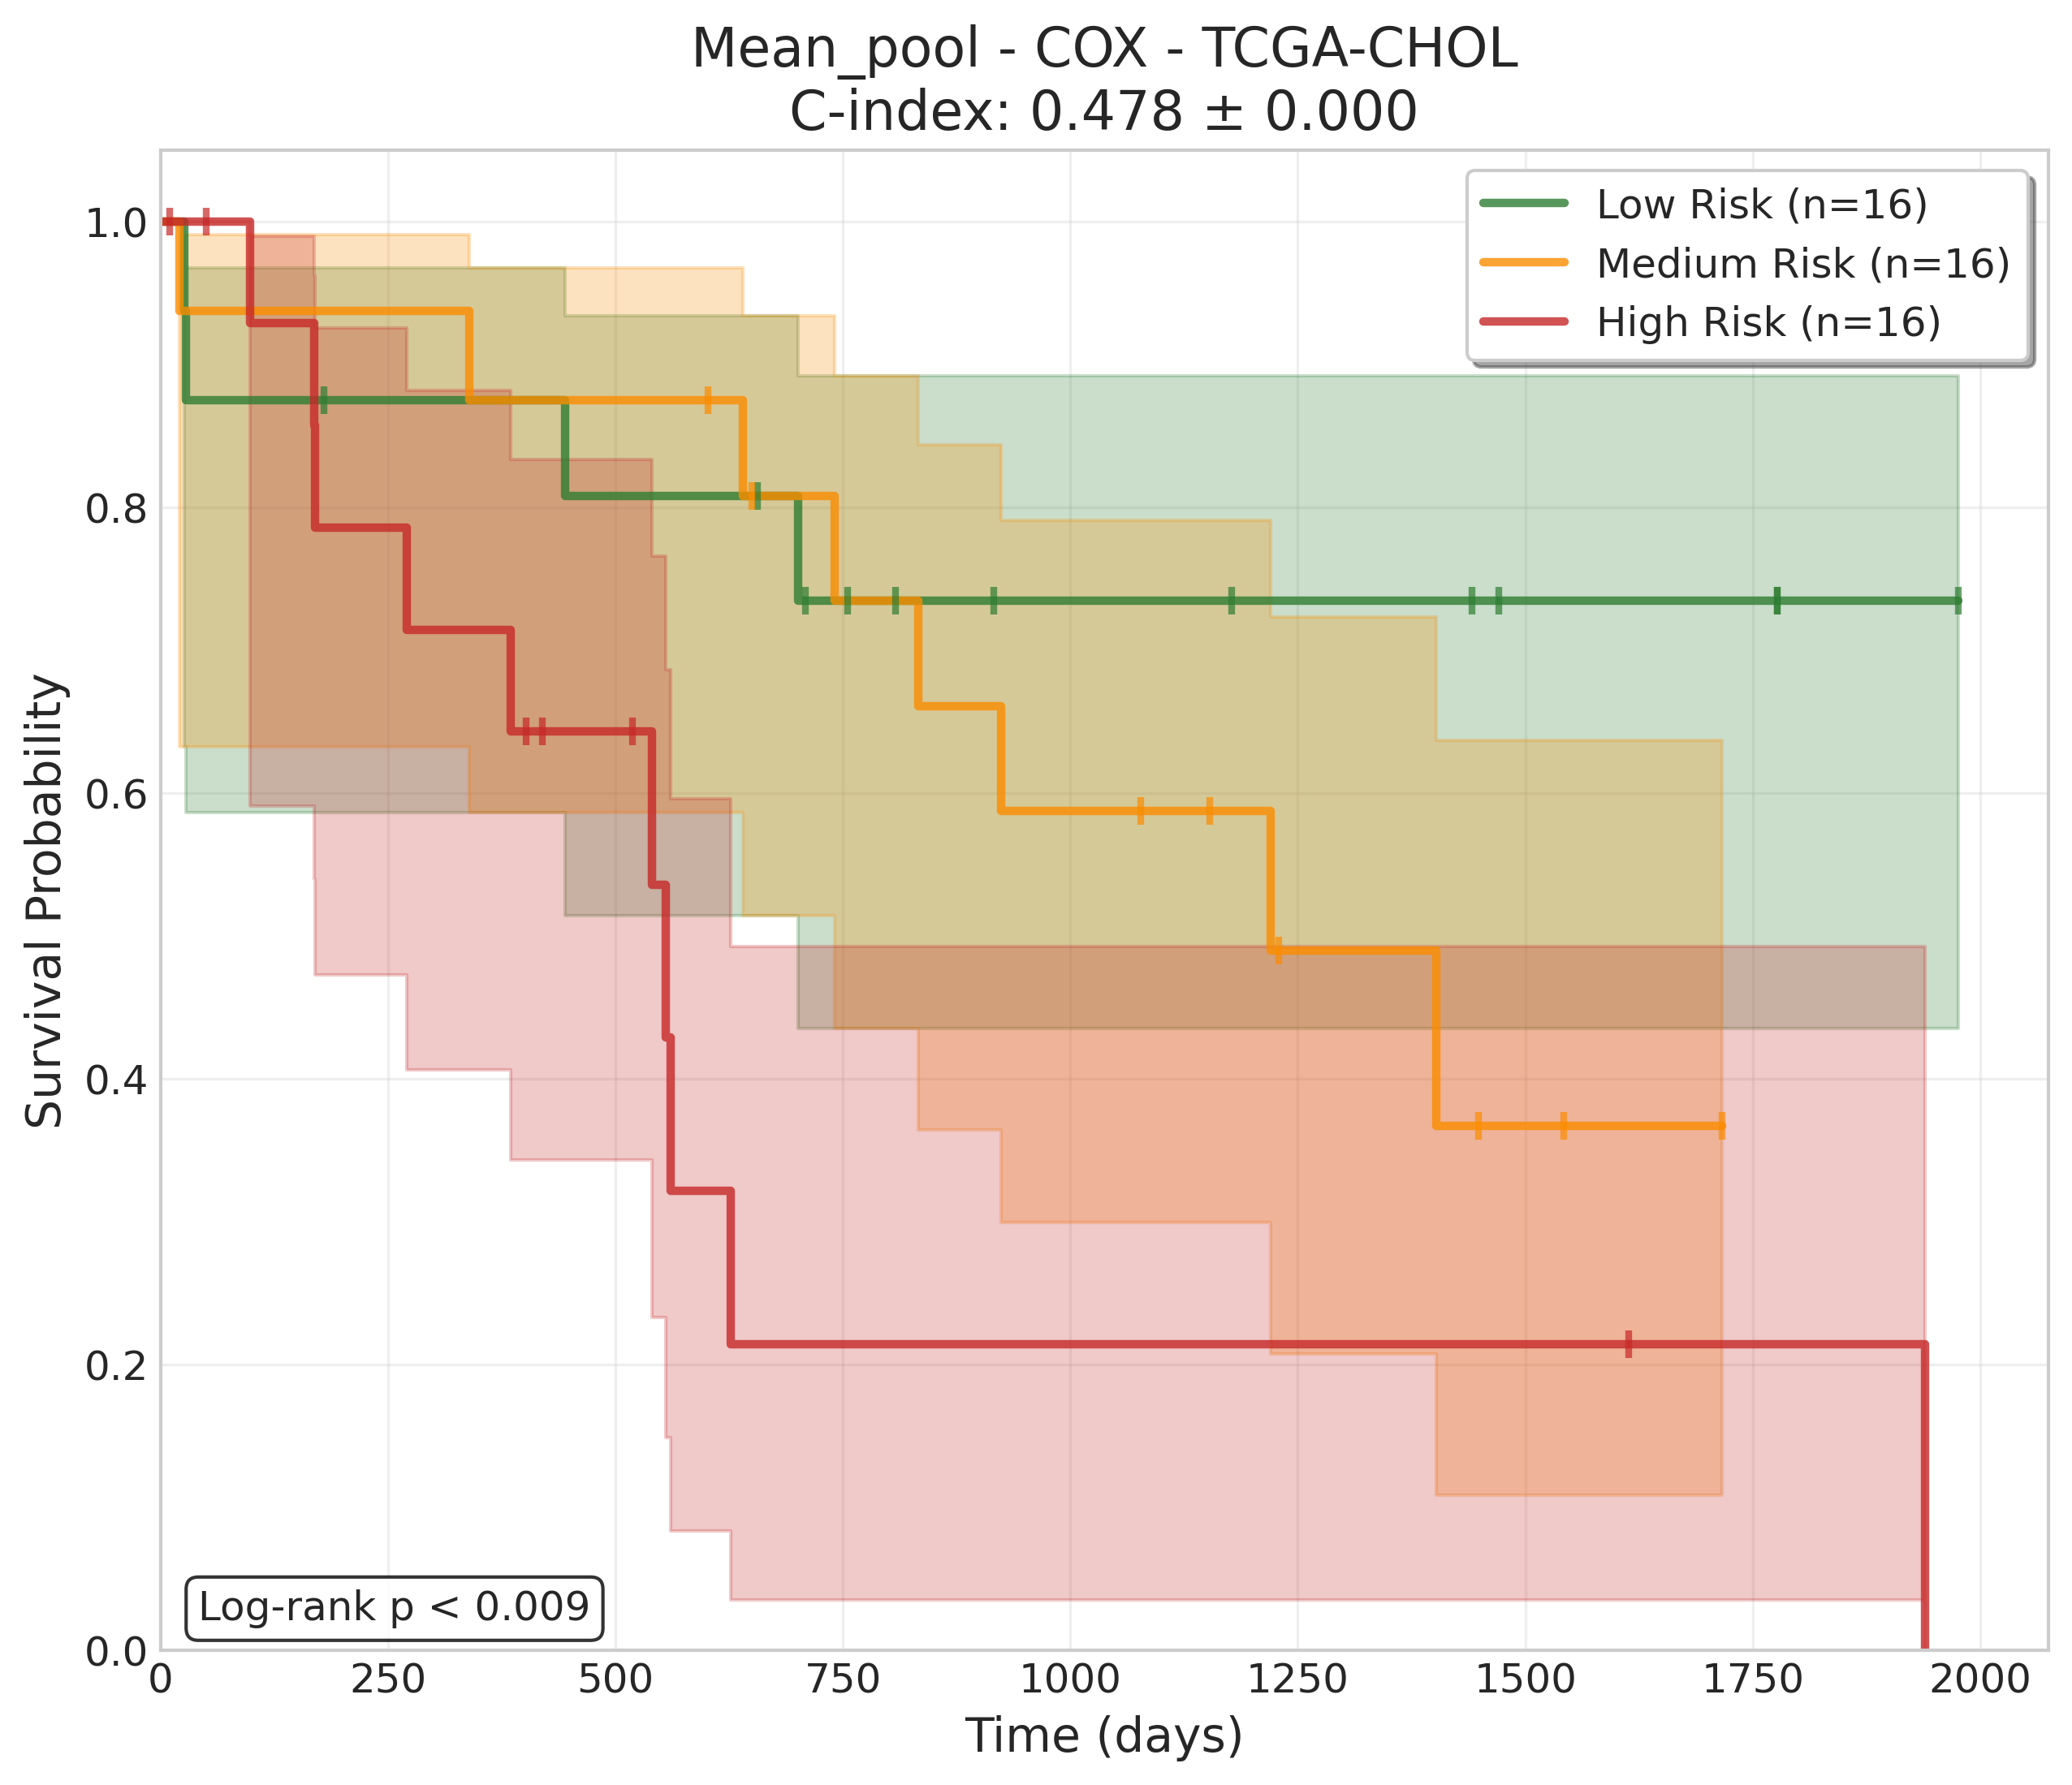 Mean_pool - COX - TCGA-CHOL
C-index: 0.478 ± 0.000
Low Risk (n=16)
Medium Risk (n=16)
High Risk (n=16)
1.0
0.8
0.6
0.4
0.2
0.0
Survival Probability
Log-rank p < 0.009
0 250 500 750 1000 1250 1500 1750 2000
Time (days)